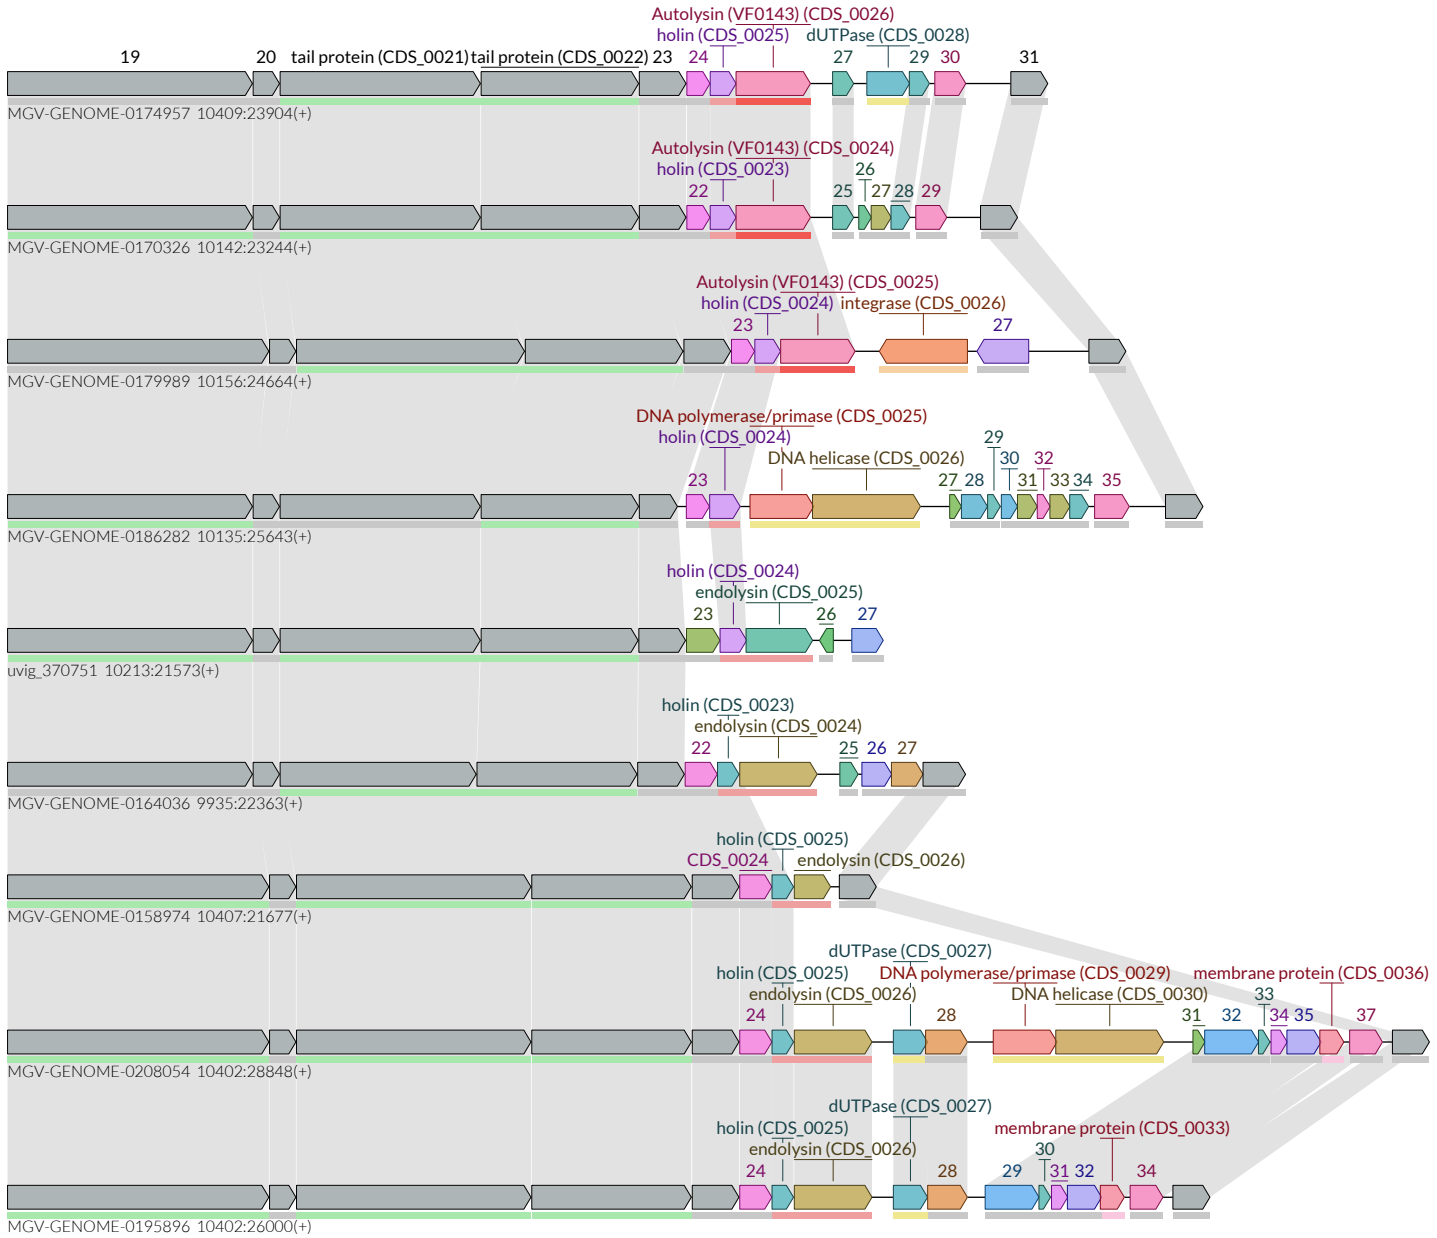 Autolysin (VF0143) (CDS_0026)
holin (CDS_0025) dUTPase (CDS_0028)
19 20 tail protein (CDS_0021) tail protein (CDS_0022) 23 24 27 29 30 31
MGV-GENOME-0174957 10409:23904(+)
Autolysin (VF0143) (CDS_0024)
holin (CDS_0023) 26
22 25 27 28 29
MGV-GENOME-0170326 10142:23244(+)
Autolysin (VF0143) (CDS_0025)
holin (CDS_0024) integrase (CDS_0026)
23 27
MGV-GENOME-0179989 10156:24664(+)
DNA polymerase/primase (CDS_0025)
holin (CDS_0024) 29
DNA helicase (CDS_0026) 30 32
23 27 28 31 33 34 35
MGV-GENOME-0186282 10135:25643(+)
holin (CDS_0024)
endolysin (CDS_0025)
23 26 27
uvig_370751 10213:21573(+)
holin (CDS_0023)
endolysin (CDS_0024)
22 25 26 27
MGV-GENOME-0164036 9935:22363(+)
holin (CDS_0025)
CDS_0024 endolysin (CDS_0026)
MGV-GENOME-0158974 10407:21677(+)
dUTPase (CDS_0027)
holin (CDS_0025) DNA polymerase/primase (CDS_0029) membrane protein (CDS_0036)
endolysin (CDS_0026) DNA helicase (CDS_0030) 33
24 28 31 32 34 35 37
MGV-GENOME-0208054 10402:28848(+)
dUTPase (CDS_0027)
holin (CDS_0025) membrane protein (CDS_0033)
endolysin (CDS_0026) 30
24 28 29 31 32 34
MGV-GENOME-0195896 10402:26000(+)